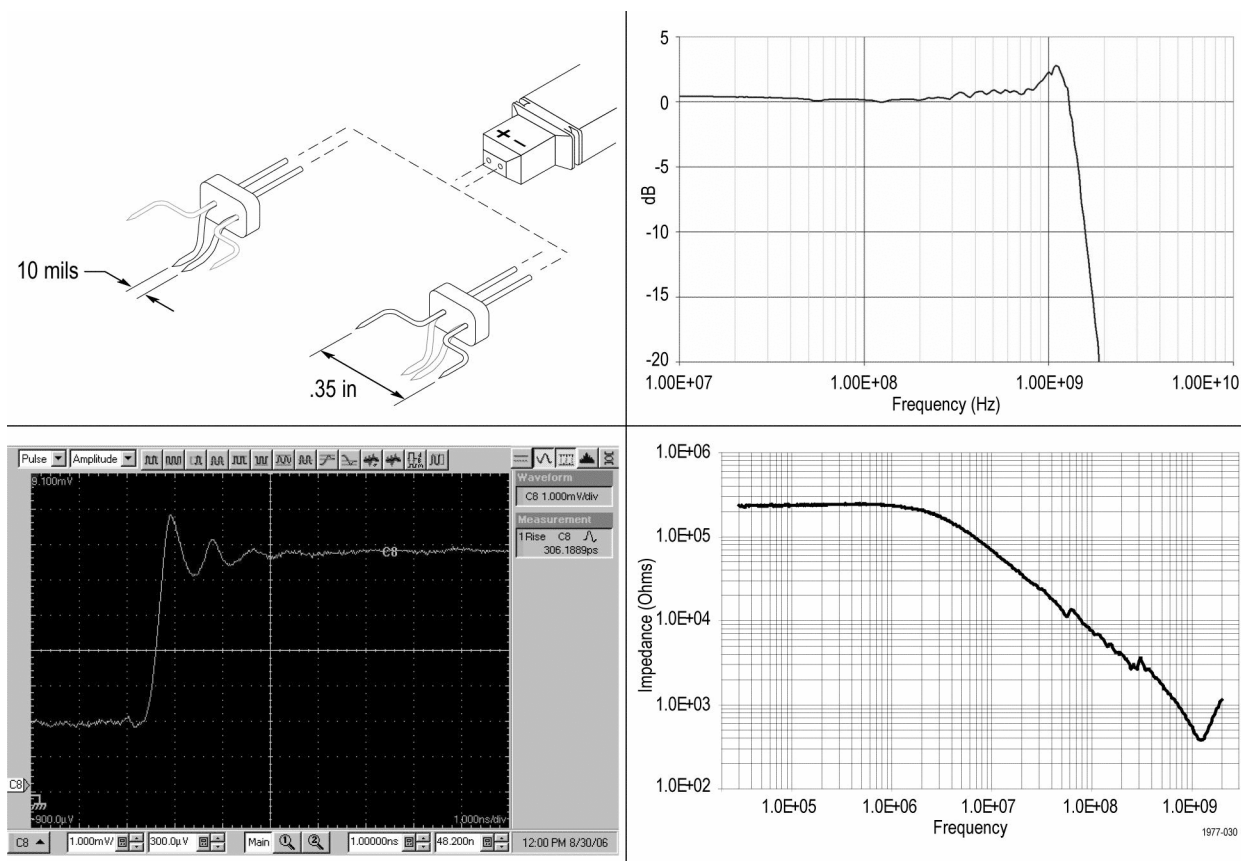 + -
10 mils
.35 in
5
0
-5
-10
-15
-20
dB
1.00E+07 1.00E+08 1.00E+09 1.00E+10
Frequency (Hz)
Pulse Amplitude
9.100mV
C8
C8
-900.0µV
1.000ns/div
Waveform
C8 1.000mV/div
Measurement
1Rise C8
306.1889ps
C8 1.000mV/ 300.0µV Main 1 2 1.00000ns 48.200n 12:00 PM 8/30/06
1.0E+06
1.0E+05
1.0E+04
1.0E+03
1.0E+02
Impedance (Ohms)
1.0E+05 1.0E+06 1.0E+07 1.0E+08 1.0E+09
Frequency
1977-030